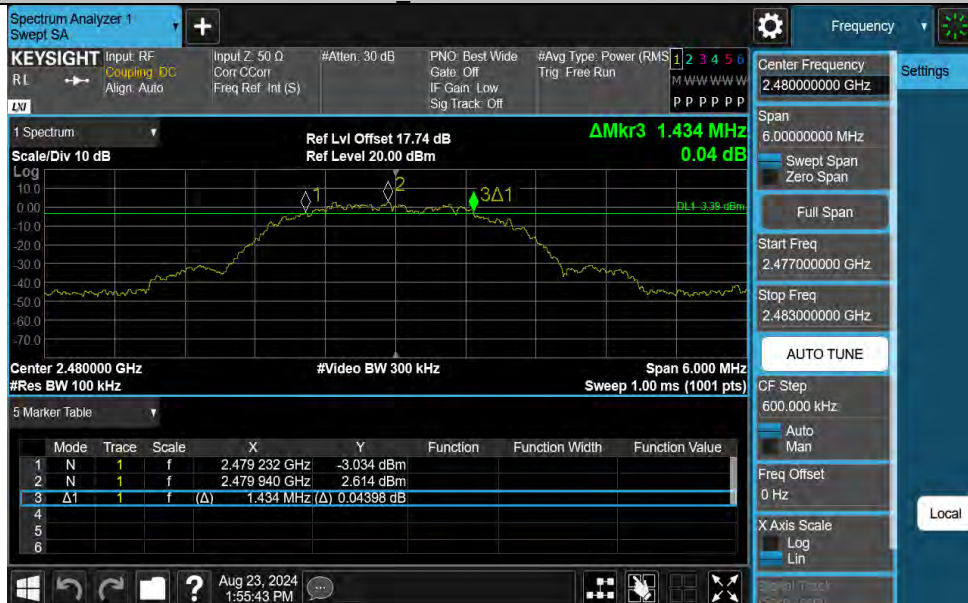 Spectrum Analyzer 1
Swept SA
+
Frequency
KEYSIGHT
RL
LXI
Input: RF
Coupling: DC
Align: Auto
Input Z: 50 Ω
Corr CCorr
Freq Ref: Int (S)
#Atten: 30 dB
PNO: Best Wide
Gate: Off
IF Gain: Low
Sig Track: Off
#Avg Type: Power (RMS
Trig: Free Run
1 2 3 4 5 6
M W W W W W
P P P P P P
Center Frequency
2.480000000 GHz
Settings
Span
6.00000000 MHz
Swept Span
Zero Span
Full Span
Start Freq
2.477000000 GHz
Stop Freq
2.483000000 GHz
AUTO TUNE
CF Step
600.000 kHz
Auto
Man
Freq Offset
0 Hz
X Axis Scale
Log
Lin
Signal Track
Local
1 Spectrum
Scale/Div 10 dB
Log
Ref Lvl Offset 17.74 dB
Ref Level 20.00 dBm
ΔMkr3 1.434 MHz
0.04 dB
10.0
0.00
-10.0
-20.0
-30.0
-40.0
-50.0
-60.0
-70.0
1
2
3Δ1
DL1 -3.39 dBm
Center 2.480000 GHz
#Video BW 300 kHz
Span 6.000 MHz
#Res BW 100 kHz
Sweep 1.00 ms (1001 pts)
5 Marker Table
Mode Trace Scale X Y Function Function Width Function Value
1 N 1 f 2.479 232 GHz -3.034 dBm
2 N 1 f 2.479 940 GHz 2.614 dBm
3 Δ1 1 f (Δ) 1.434 MHz (Δ) 0.04398 dB
4
5
6
?
Aug 23, 2024
1:55:43 PM